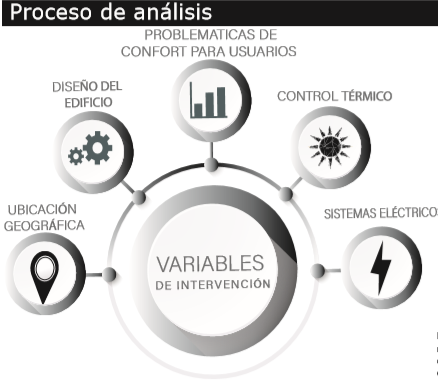 Proceso de análisis
PROBLEMATICAS DE
CONFORT PARA USUARIOS
DISEÑO DEL
EDIFICIO
CONTROL TÉRMICO
UBICACIÓN
GEOGRÁFICA
SISTEMAS ELÉCTRICOS
VARIABLES
DE INTERVENCIÓN